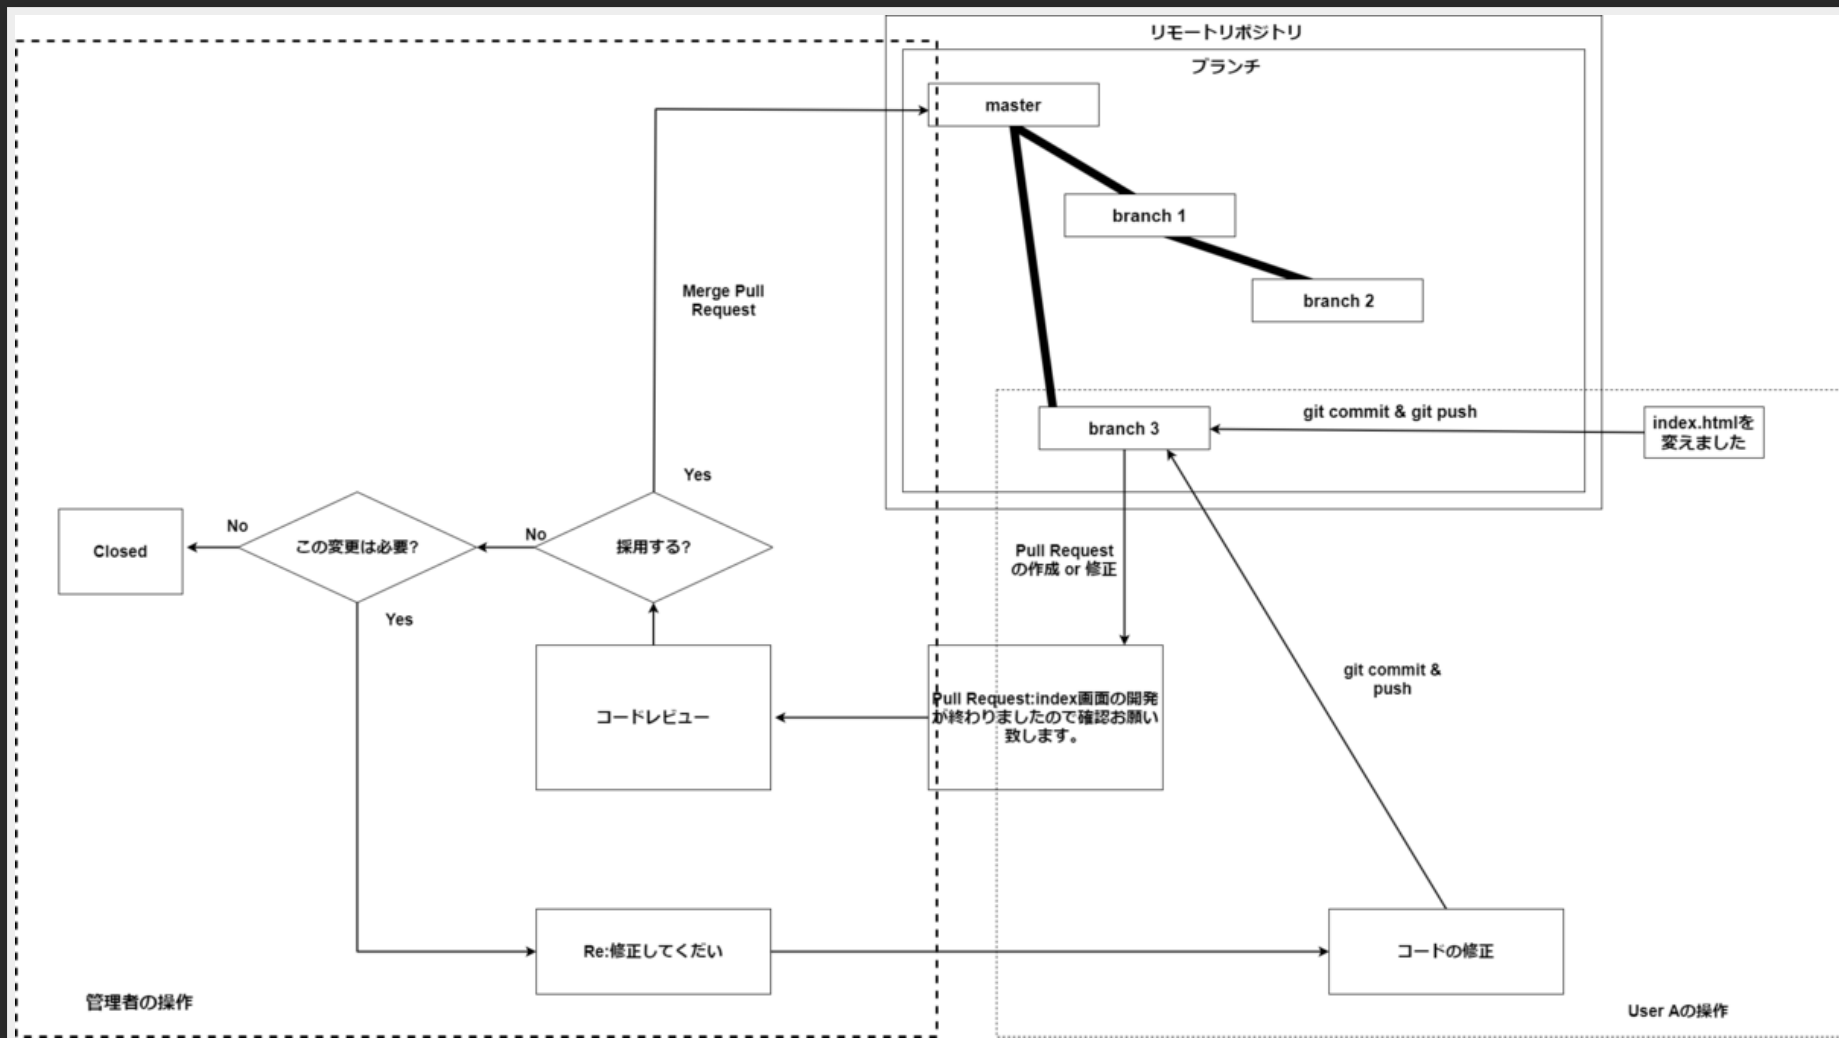 リモートリポジトリ
ブランチ
master
branch 1
branch 2
Merge Pull
Request
branch 3
git commit & git push
index.htmlを
変えました
Yes
No
この変更は必要?
No
採用する?
Closed
Pull Request
の作成 or 修正
Yes
git commit &
push
コードレビュー
Pull Request:index画面の開発
が終わりましたので確認お願い
致します。
Re:修正してくだい
コードの修正
管理者の操作
User Aの操作